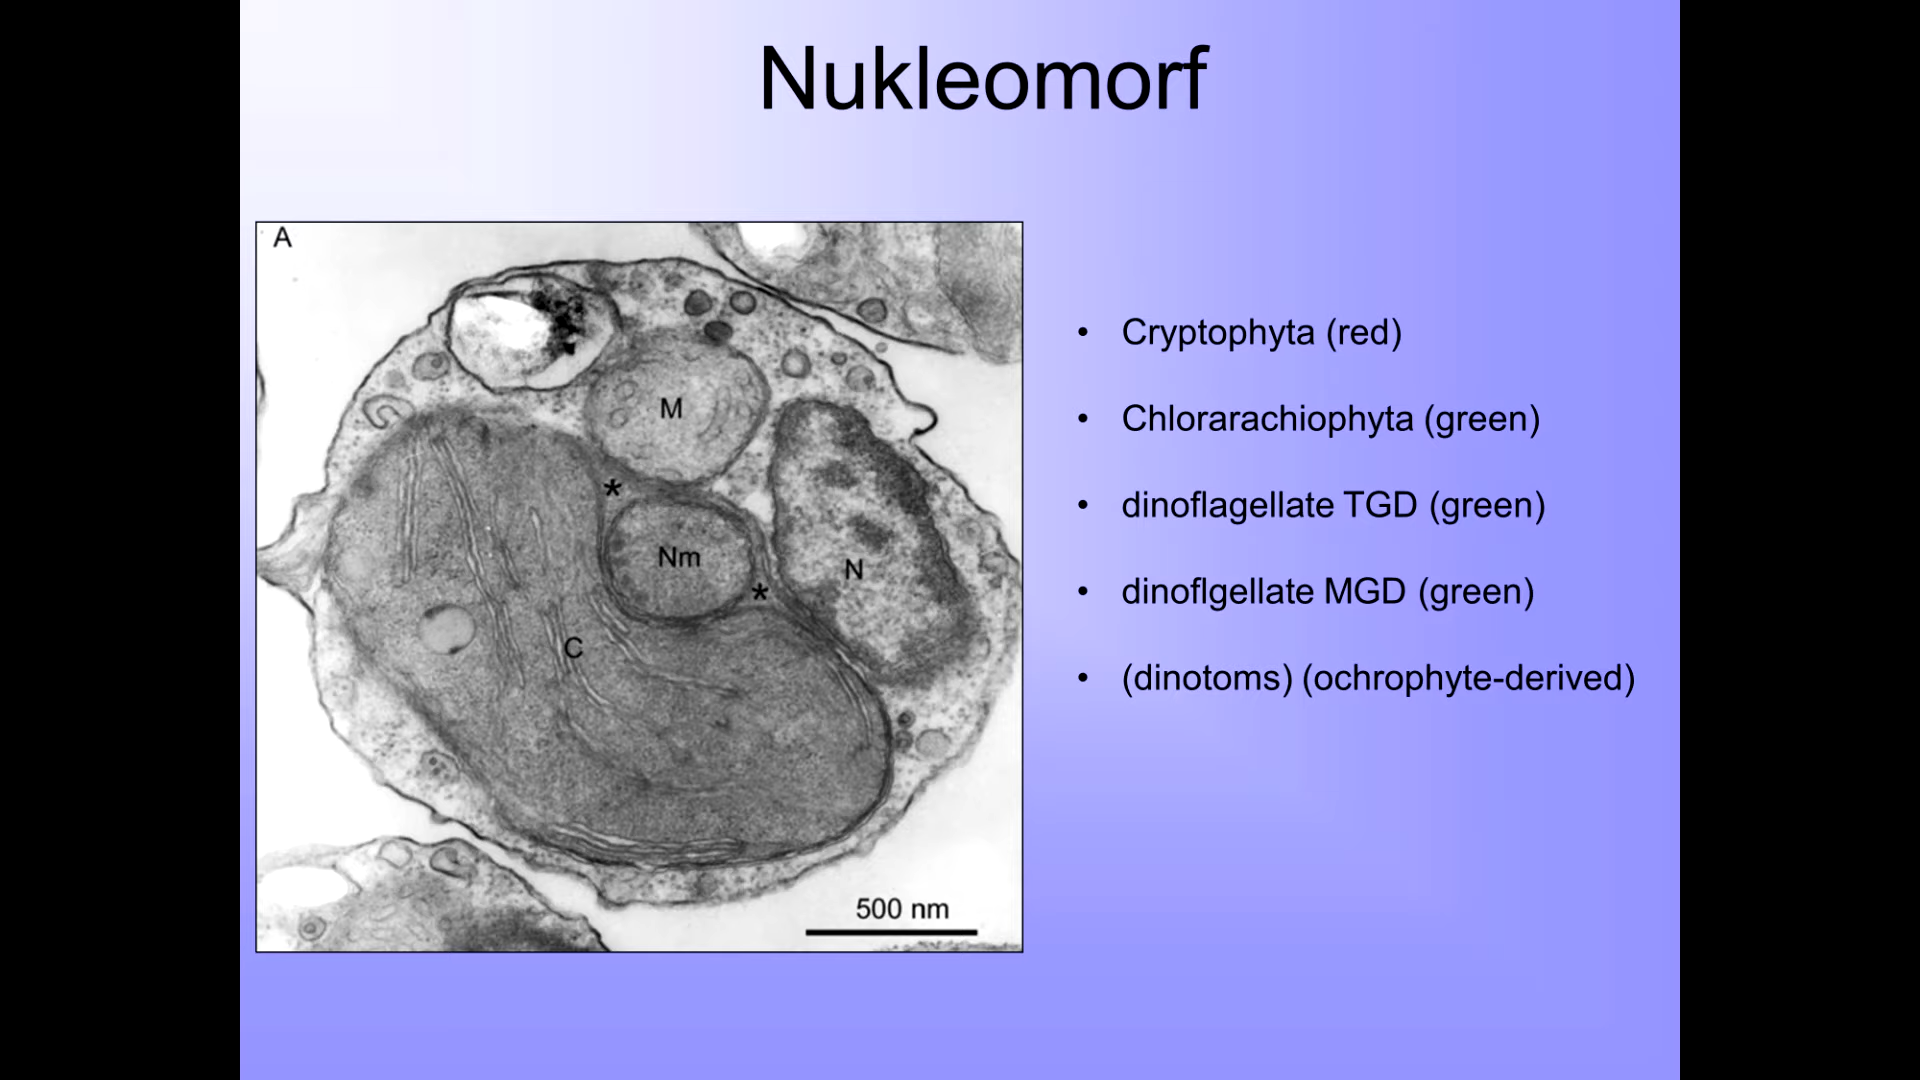 Nukleomorf
A
M
*
Nm
*
N
C
500 nm
• Cryptophyta (red)
• Chlorarachiophyta (green)
• dinoflagellate TGD (green)
• dinoflgellate MGD (green)
• (dinotoms) (ochrophyte-derived)